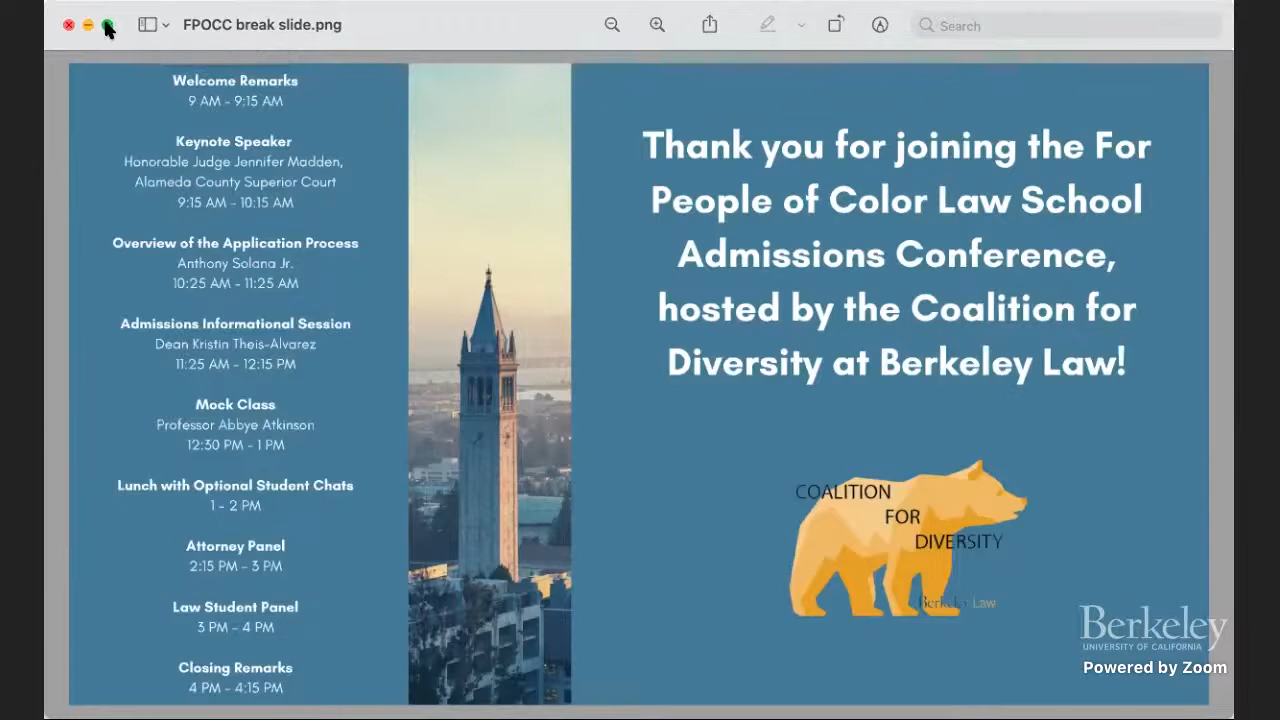 FPOCC break slide.png
Search
Welcome Remarks
9 AM - 9:15 AM
Keynote Speaker
Honorable Judge Jennifer Madden,
Alameda County Superior Court
9:15 AM - 10:15 AM
Overview of the Application Process
Anthony Solana Jr.
10:25 AM - 11:25 AM
Admissions Informational Session
Dean Kristin Theis-Alvarez
11:25 AM - 12:15 PM
Mock Class
Professor Abbye Atkinson
12:30 PM - 1 PM
Lunch with Optional Student Chats
1 - 2 PM
Attorney Panel
2:15 PM - 3 PM
Law Student Panel
3 PM - 4 PM
Closing Remarks
4 PM - 4:15 PM
Thank you for joining the For
People of Color Law School
Admissions Conference,
hosted by the Coalition for
Diversity at Berkeley Law!
COALITION
FOR
DIVERSITY
Berkeley Law
Berkeley
UNIVERSITY OF CALIFORNIA
Powered by Zoom